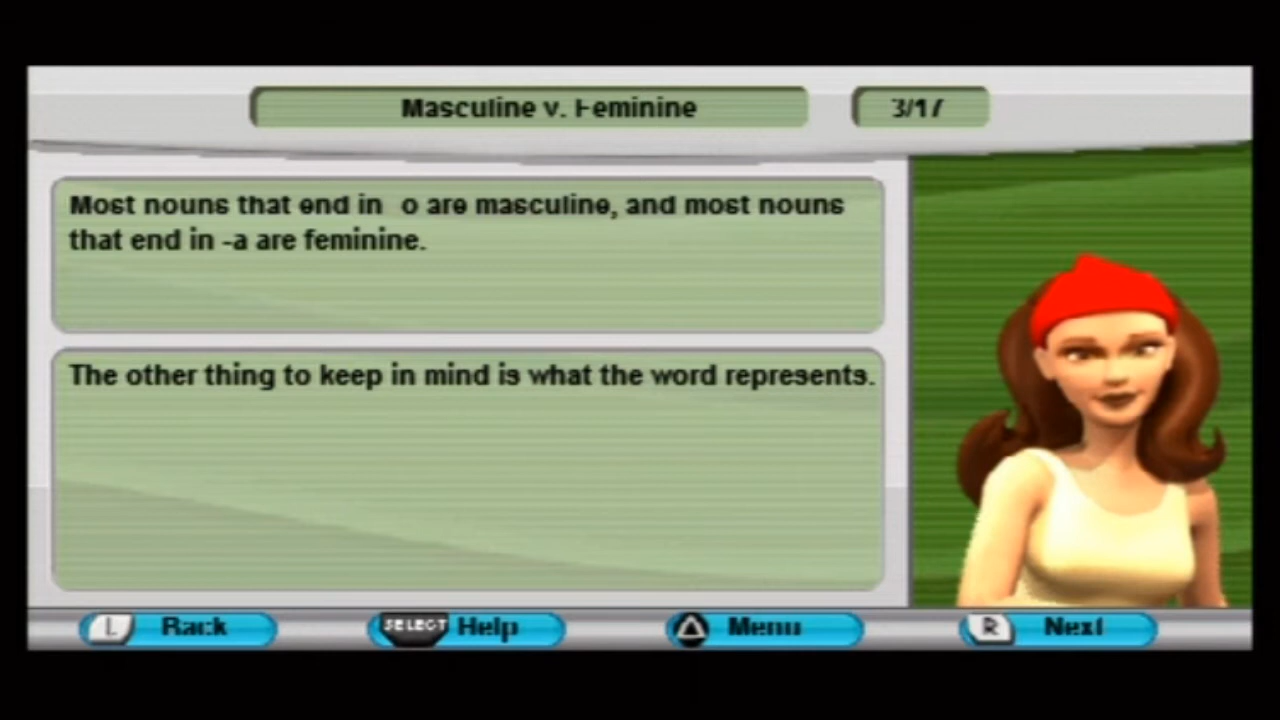 Masculine v. Feminine
3/17
Most nouns that end in -o are masculine, and most nouns
that end in -a are feminine.
The other thing to keep in mind is what the word represents.
L Back
SELECT Help
Menu
R Next